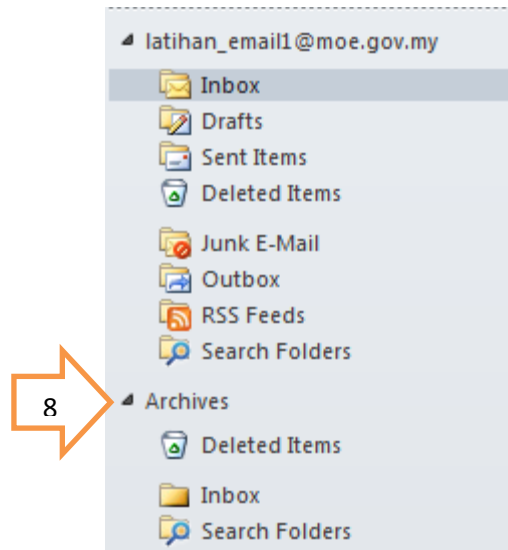 latihan_email1@moe.gov.my
Inbox
Drafts
Sent Items
Deleted Items
Junk E-Mail
Outbox
RSS Feeds
Search Folders
8
Archives
Deleted Items
Inbox
Search Folders